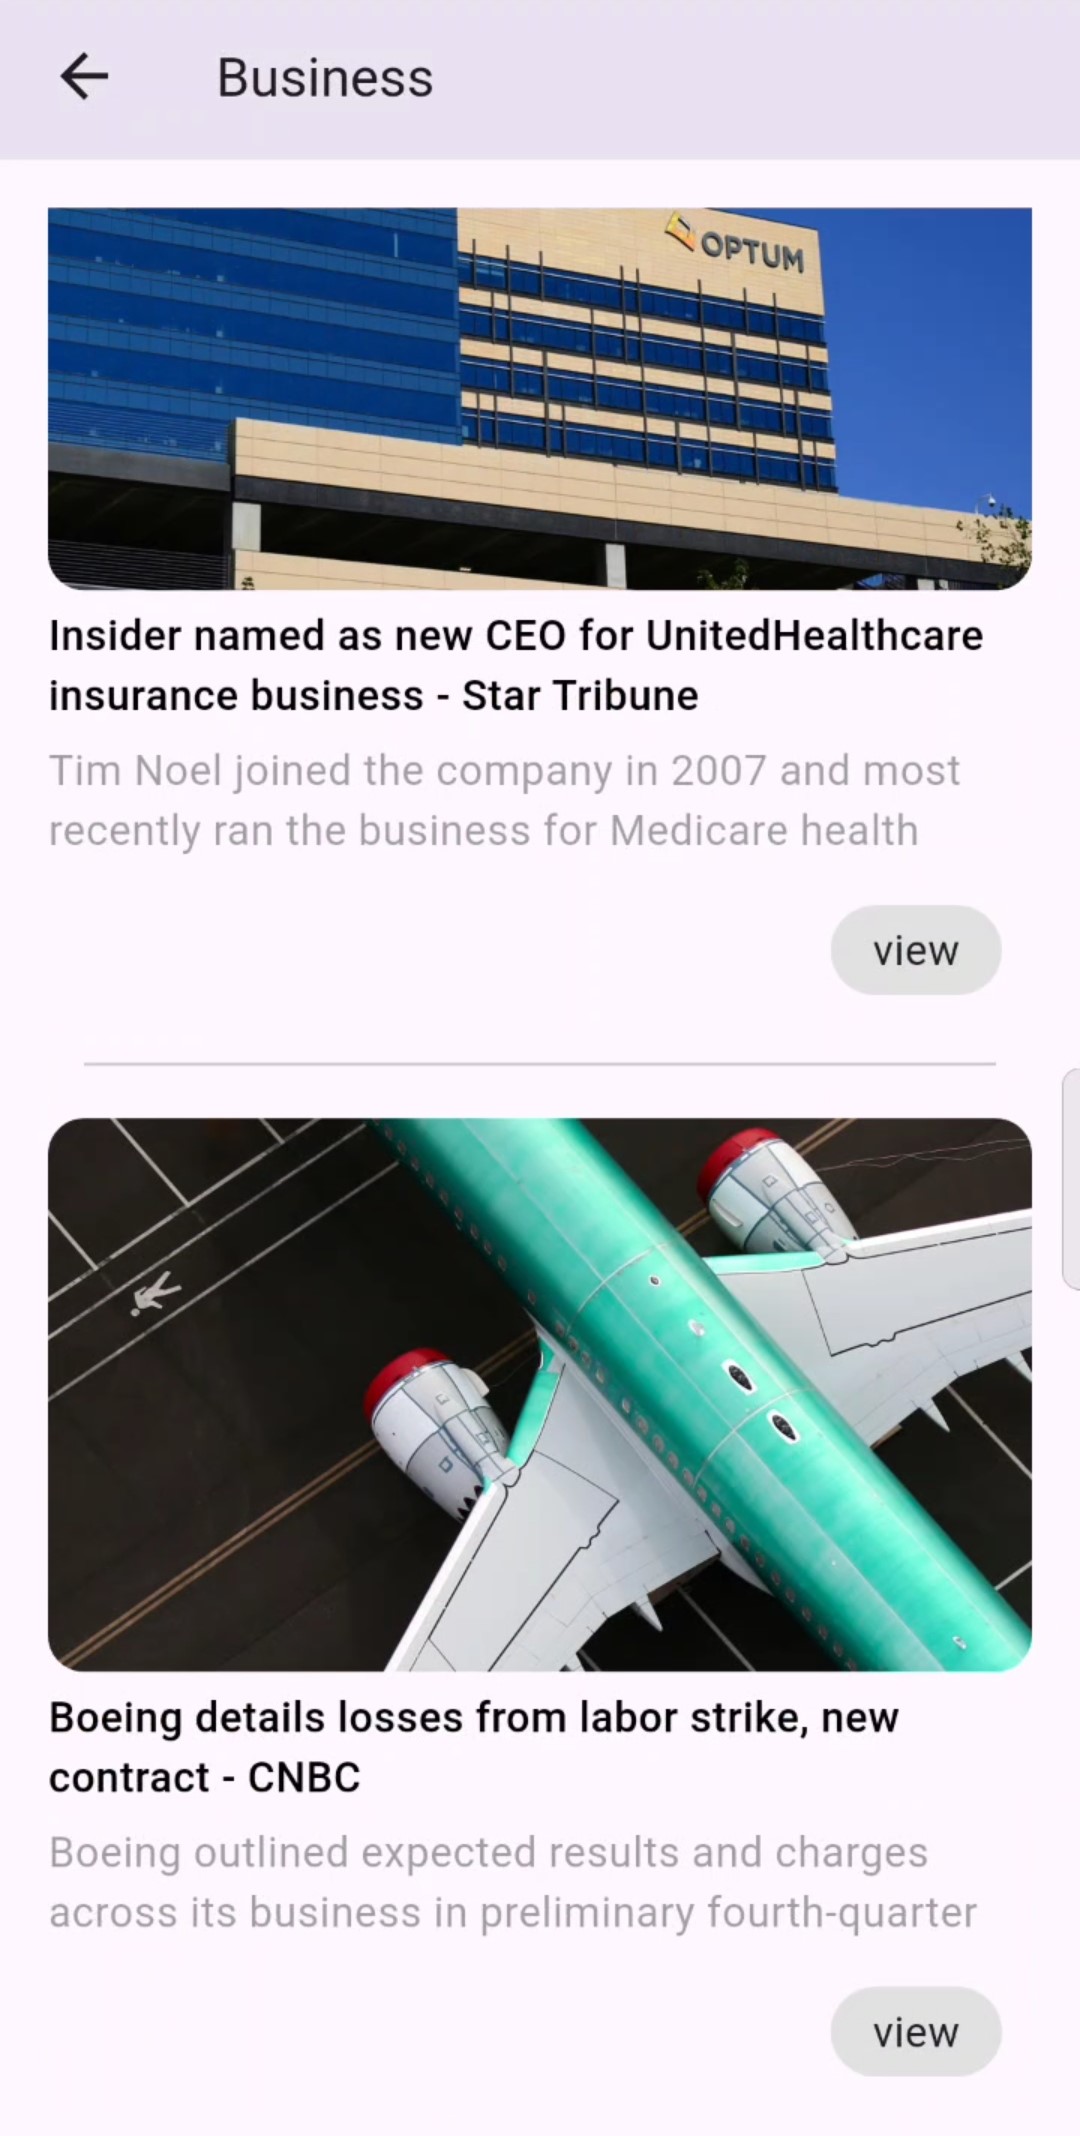 Business
OPTUM
Insider named as new CEO for UnitedHealthcare
insurance business - Star Tribune
Tim Noel joined the company in 2007 and most
recently ran the business for Medicare health
view
Boeing details losses from labor strike, new
contract - CNBC
Boeing outlined expected results and charges
across its business in preliminary fourth-quarter
view